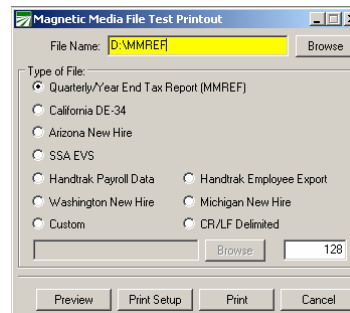 Magnetic Media File Test Printout
File Name: D:\MMREF Browse
Type of File:
Quarterly/Year End Tax Report (MMREF)
California DE-34
Arizona New Hire
SSA EVS
Handtrak Payroll Data Handtrak Employee Export
Washington New Hire Michigan New Hire
Custom CR/LF Delimited
Browse 128
Preview Print Setup Print Cancel